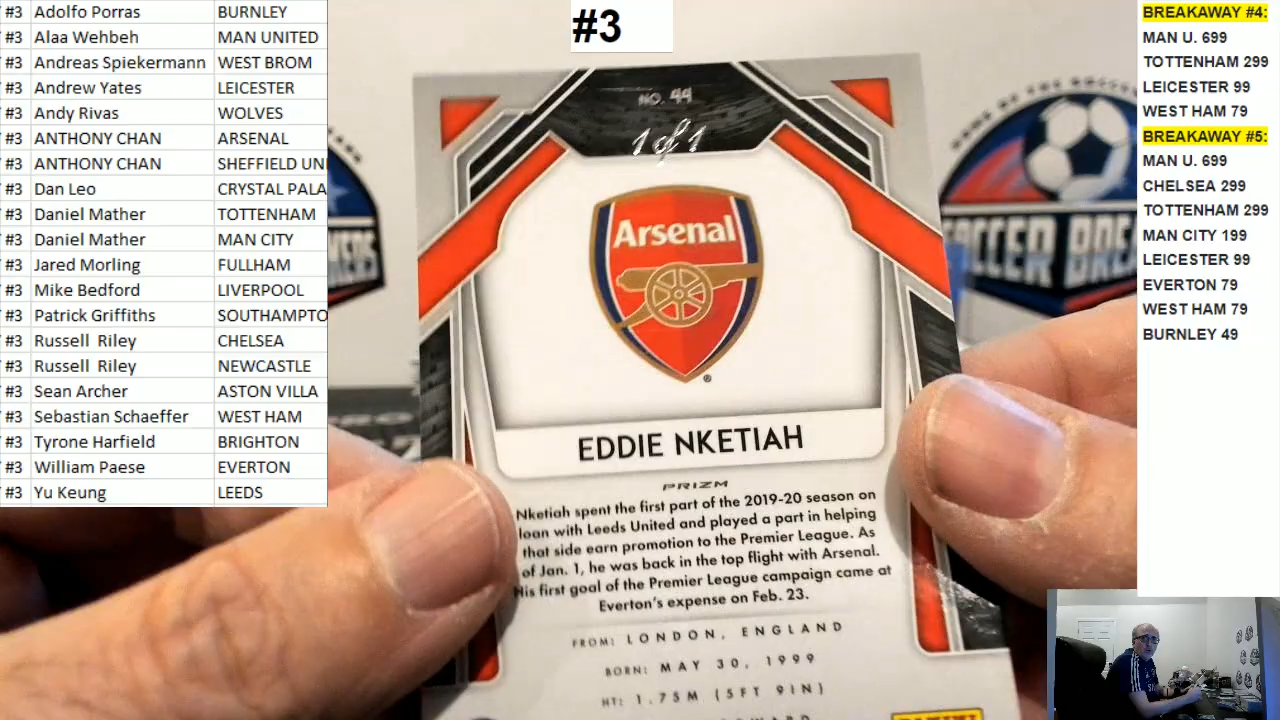 #3 Adolfo Porras BURNLEY
#3 Alaa Wehbeh MAN UNITED
#3 Andreas Spiekermann WEST BROM
#3 Andrew Yates LEICESTER
#3 Andy Rivas WOLVES
#3 ANTHONY CHAN ARSENAL
#3 ANTHONY CHAN SHEFFIELD UNI
#3 Dan Leo CRYSTAL PALA
#3 Daniel Mather TOTTENHAM
#3 Daniel Mather MAN CITY
#3 Jared Morling FULLHAM
#3 Mike Bedford LIVERPOOL
#3 Patrick Griffiths SOUTHAMPTO
#3 Russell Riley CHELSEA
#3 Russell Riley NEWCASTLE
#3 Sean Archer ASTON VILLA
#3 Sebastian Schaeffer WEST HAM
#3 Tyrone Harfield BRIGHTON
#3 William Paese EVERTON
#3 Yu Keung LEEDS
#3
NO. 44
1 of 1
Arsenal
®
EDDIE NKETIAH
PRIZM
Nketiah spent the first part of the 2019-20 season on
loan with Leeds United and played a part in helping
that side earn promotion to the Premier League. As
of Jan. 1, he was back in the top flight with Arsenal.
His first goal of the Premier League campaign came at
Everton's expense on Feb. 23.
FROM: LONDON, ENGLAND
BORN: MAY 30, 1999
HT: 1.75M (5FT 9IN)
PANINI
SOCCER BREA
BREAKAWAY #4:
MAN U. 699
TOTTENHAM 299
LEICESTER 99
WEST HAM 79
BREAKAWAY #5:
MAN U. 699
CHELSEA 299
TOTTENHAM 299
MAN CITY 199
LEICESTER 99
EVERTON 79
WEST HAM 79
BURNLEY 49